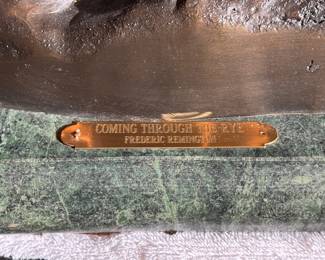 COMING THROUGH THE RYE
FREDERIC REMINGTON